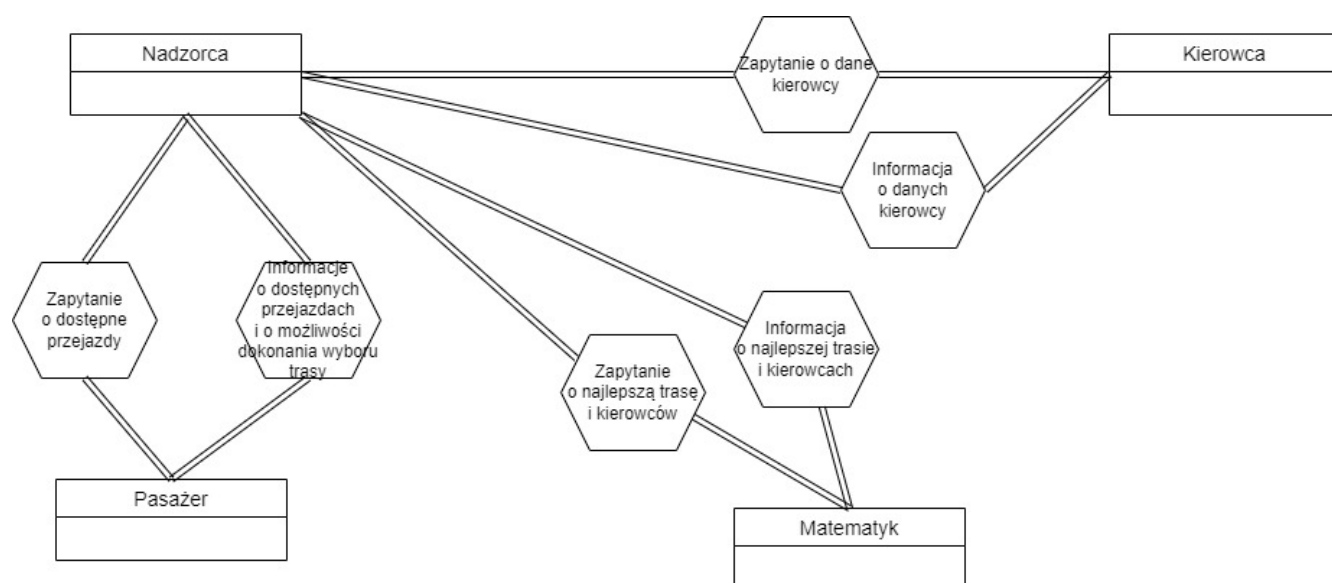 Nadzorca
Kierowca
Zapytanie o dane
kierowcy
Informacja
o danych
kierowcy
Zapytanie
o dostępne
przejazdy
Informacje
o dostępnych
przejazdach
i o możliwości
dokonania wyboru
trasy
Informacja
o najlepszej trasie
i kierowcach
Zapytanie
o najlepszą trasę
i kierowców
Pasażer
Matematyk